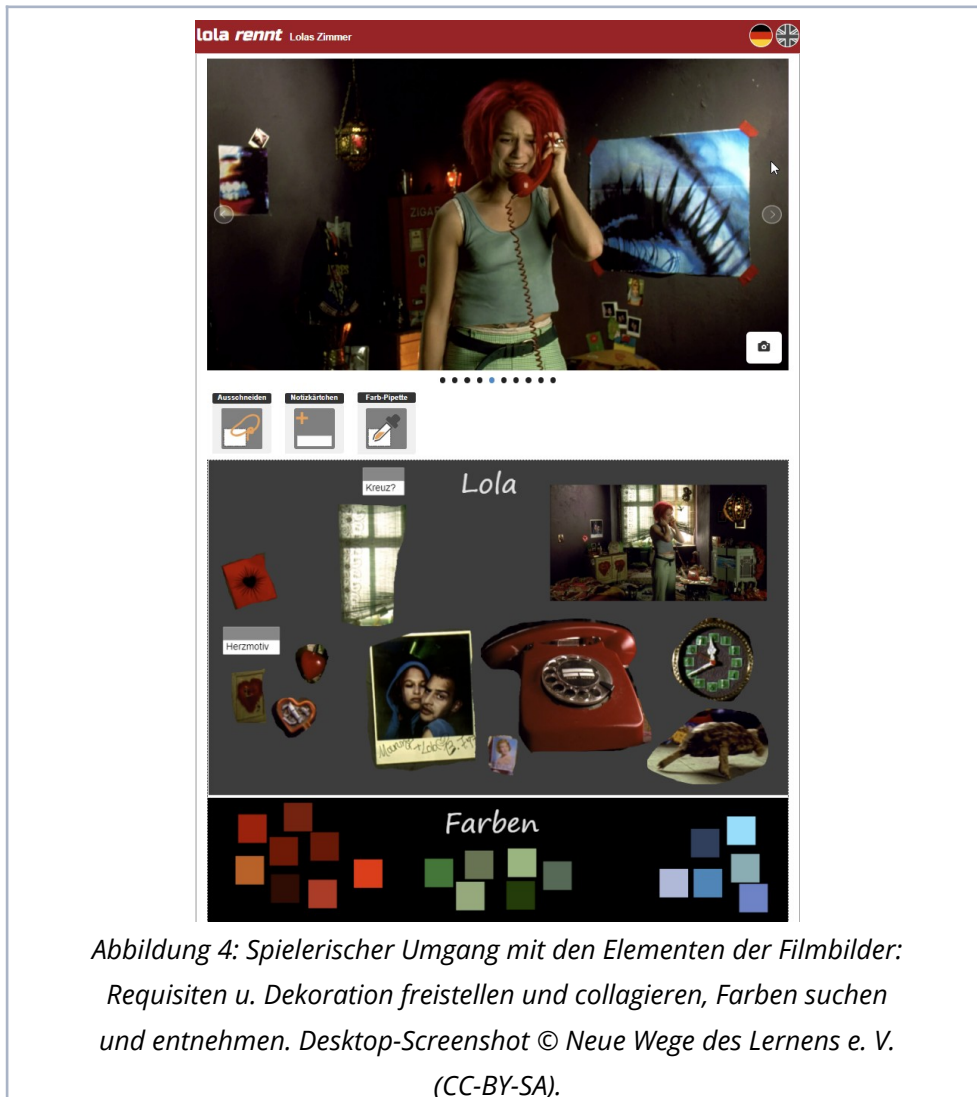 lola rennt Lolas Zimmer
ZIGAR
Ausschneiden Notizkärtchen Farb-Pipette
Lola
Kreuz?
Herzmotiv
Farben
Abbildung 4: Spielerischer Umgang mit den Elementen der Filmbilder:
Requisiten u. Dekoration freistellen und collagieren, Farben suchen
und entnehmen. Desktop-Screenshot © Neue Wege des Lernens e. V.
(CC-BY-SA).